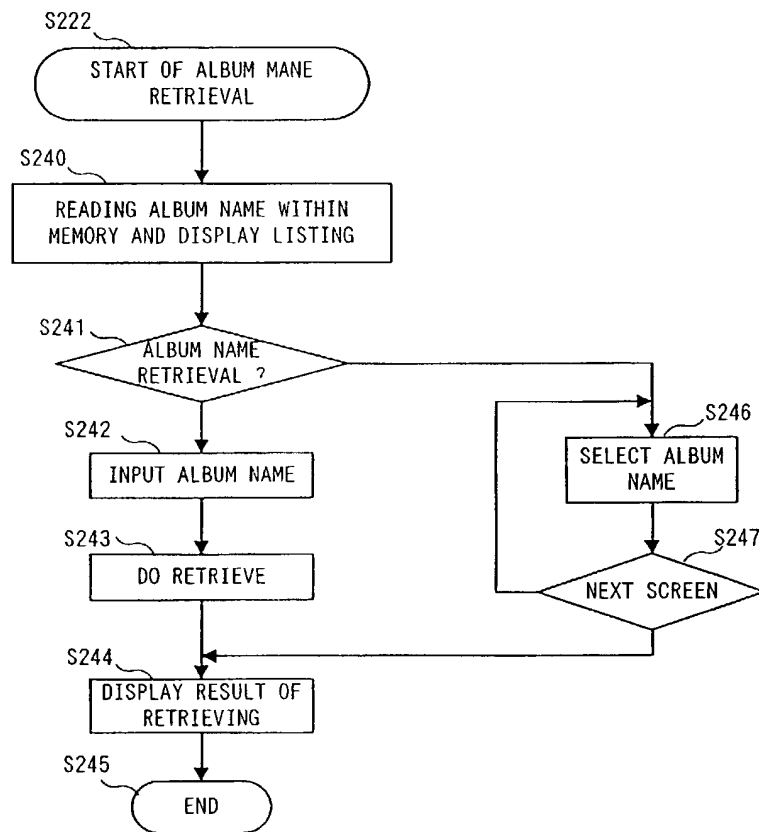 S222
START OF ALBUM MANE
RETRIEVAL
S240
READING ALBUM NAME WITHIN
MEMORY AND DISPLAY LISTING
S241
ALBUM NAME
RETRIEVAL ?
S242
INPUT ALBUM NAME
S243
DO RETRIEVE
S246
SELECT ALBUM
NAME
S247
NEXT SCREEN
S244
DISPLAY RESULT OF
RETRIEVING
S245
END